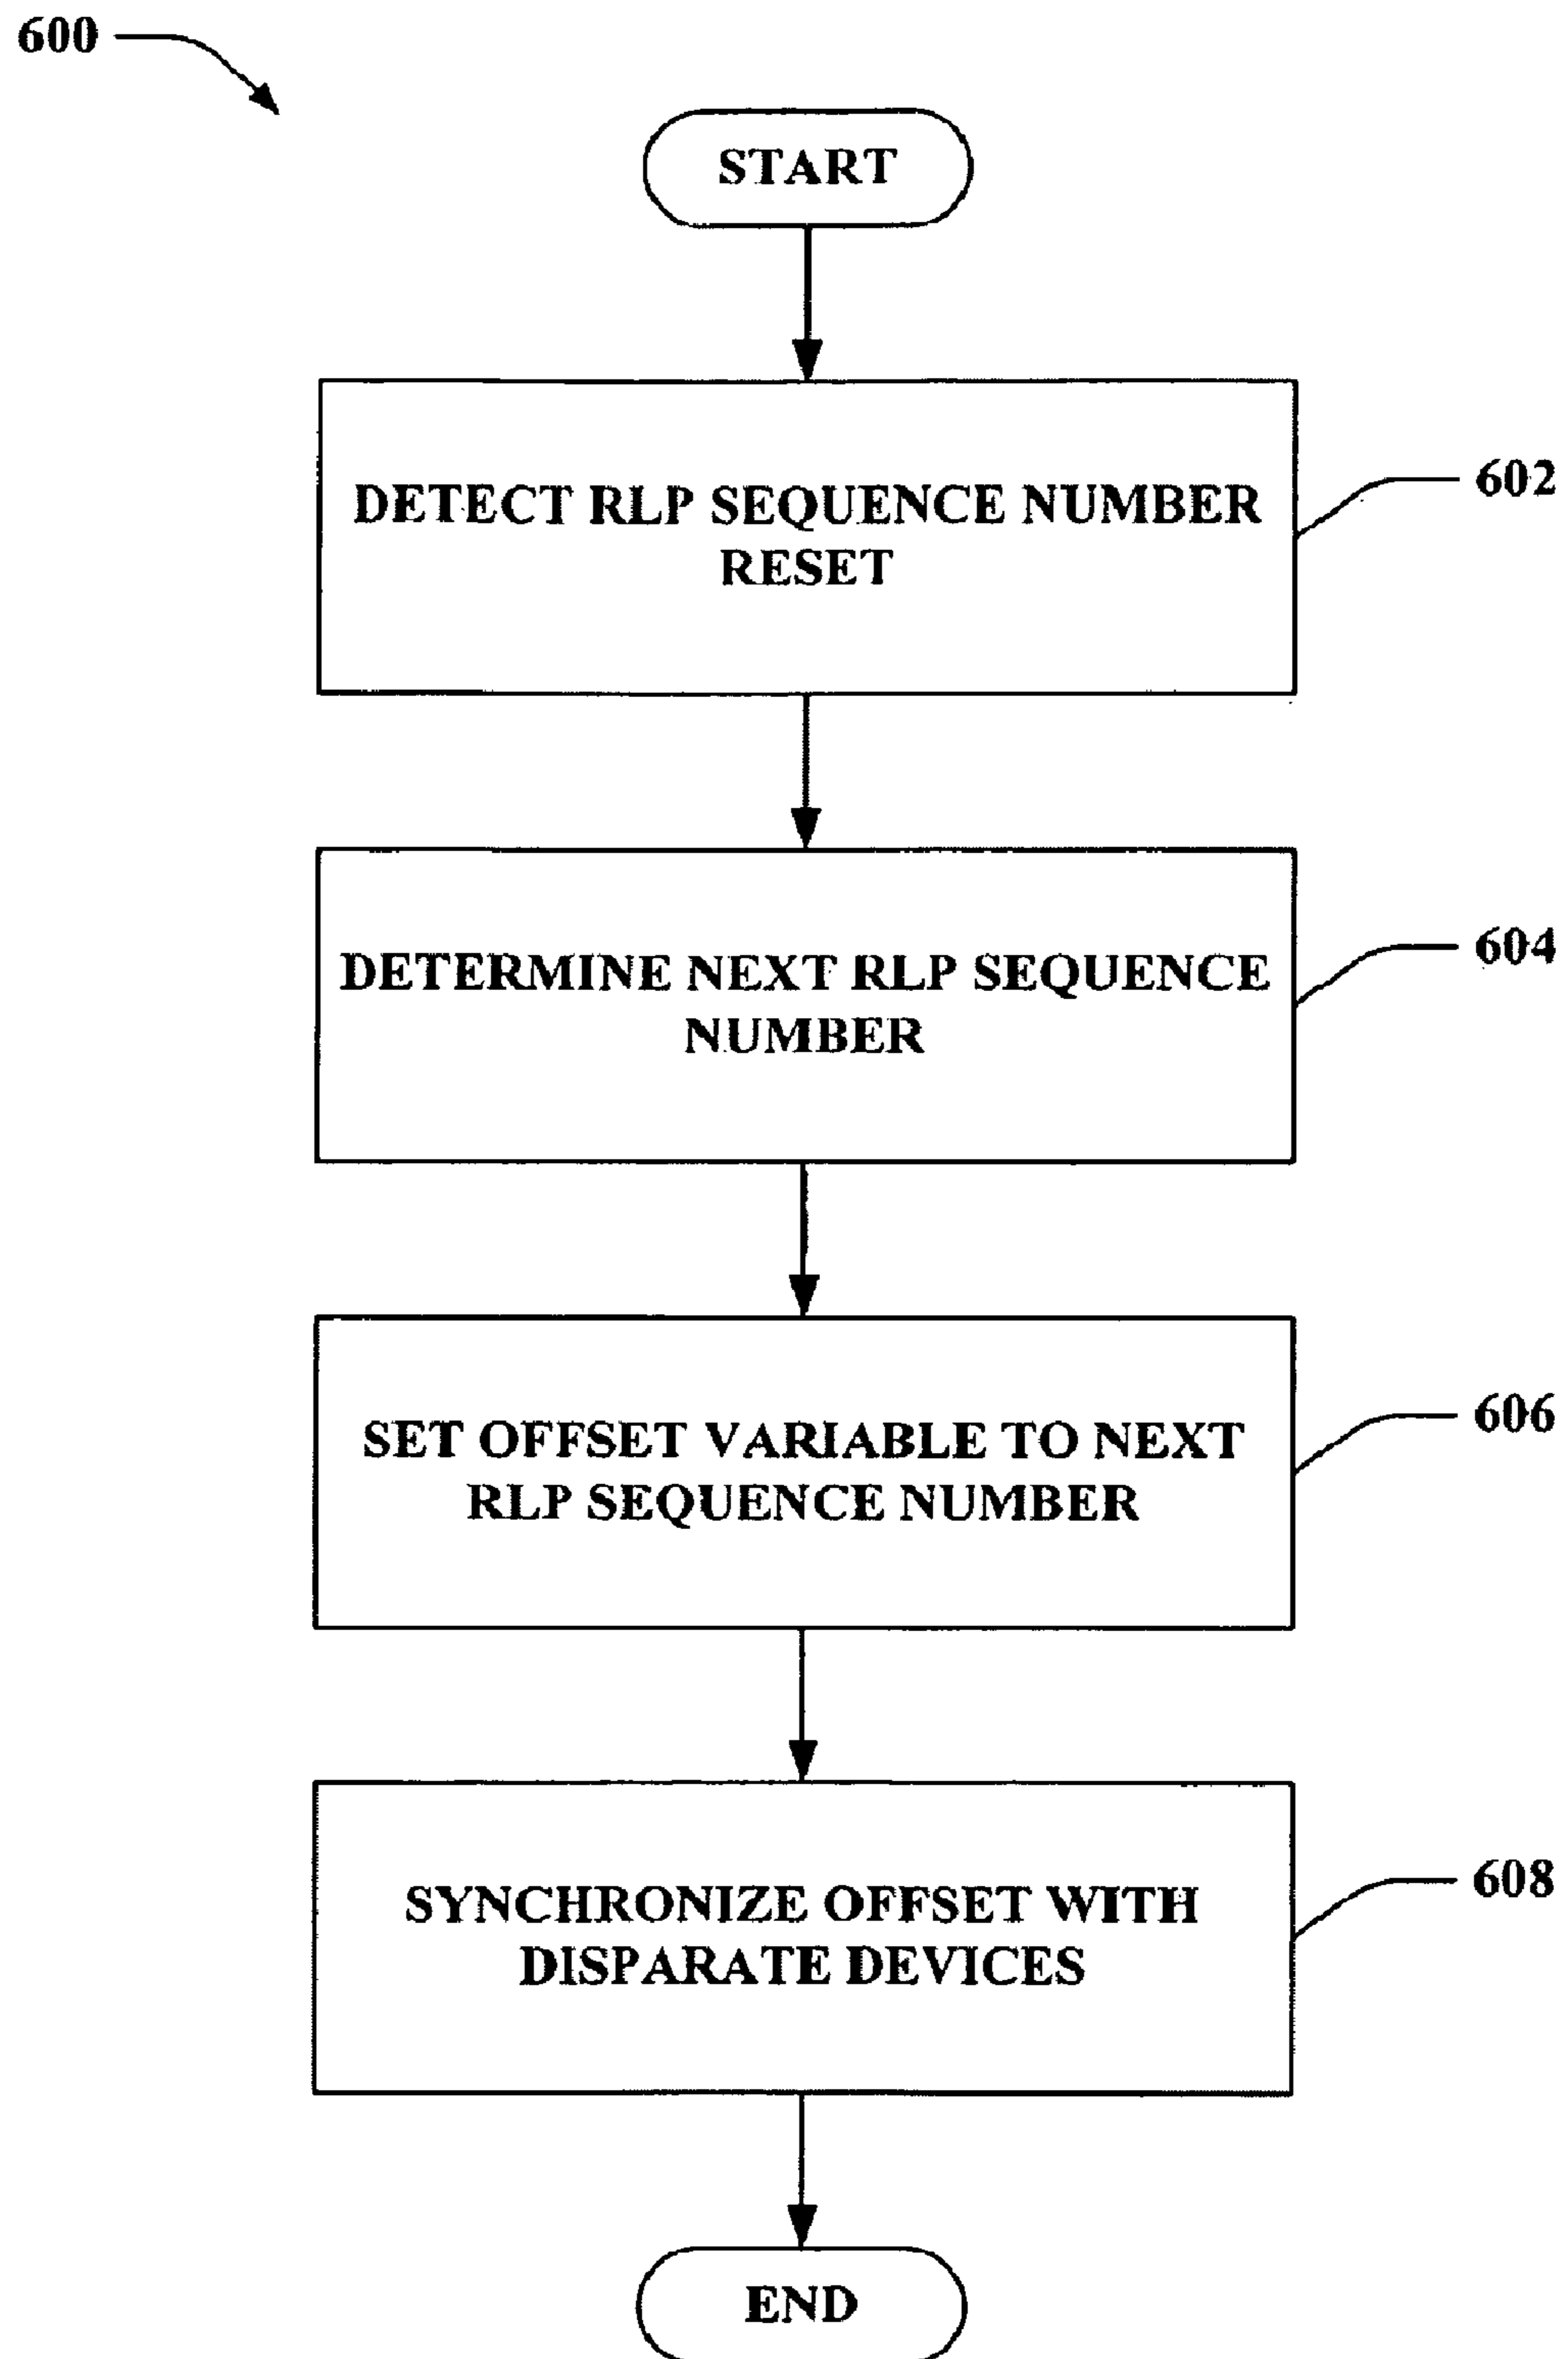 600
START
DETECT RLP SEQUENCE NUMBER
RESET
602
DETERMINE NEXT RLP SEQUENCE
NUMBER
604
SET OFFSET VARIABLE TO NEXT
RLP SEQUENCE NUMBER
606
SYNCHRONIZE OFFSET WITH
DISPARATE DEVICES
608
END